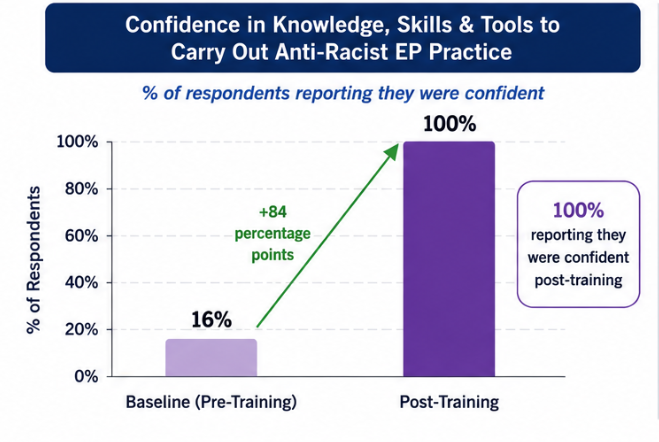 Confidence in Knowledge, Skills & Tools to
Carry Out Anti-Racist EP Practice
% of respondents reporting they were confident
% of Respondents
100%
80%
60%
40%
20%
0%
16%
+84
percentage
points
100%
100%
reporting they
were confident
post-training
Baseline (Pre-Training)
Post-Training